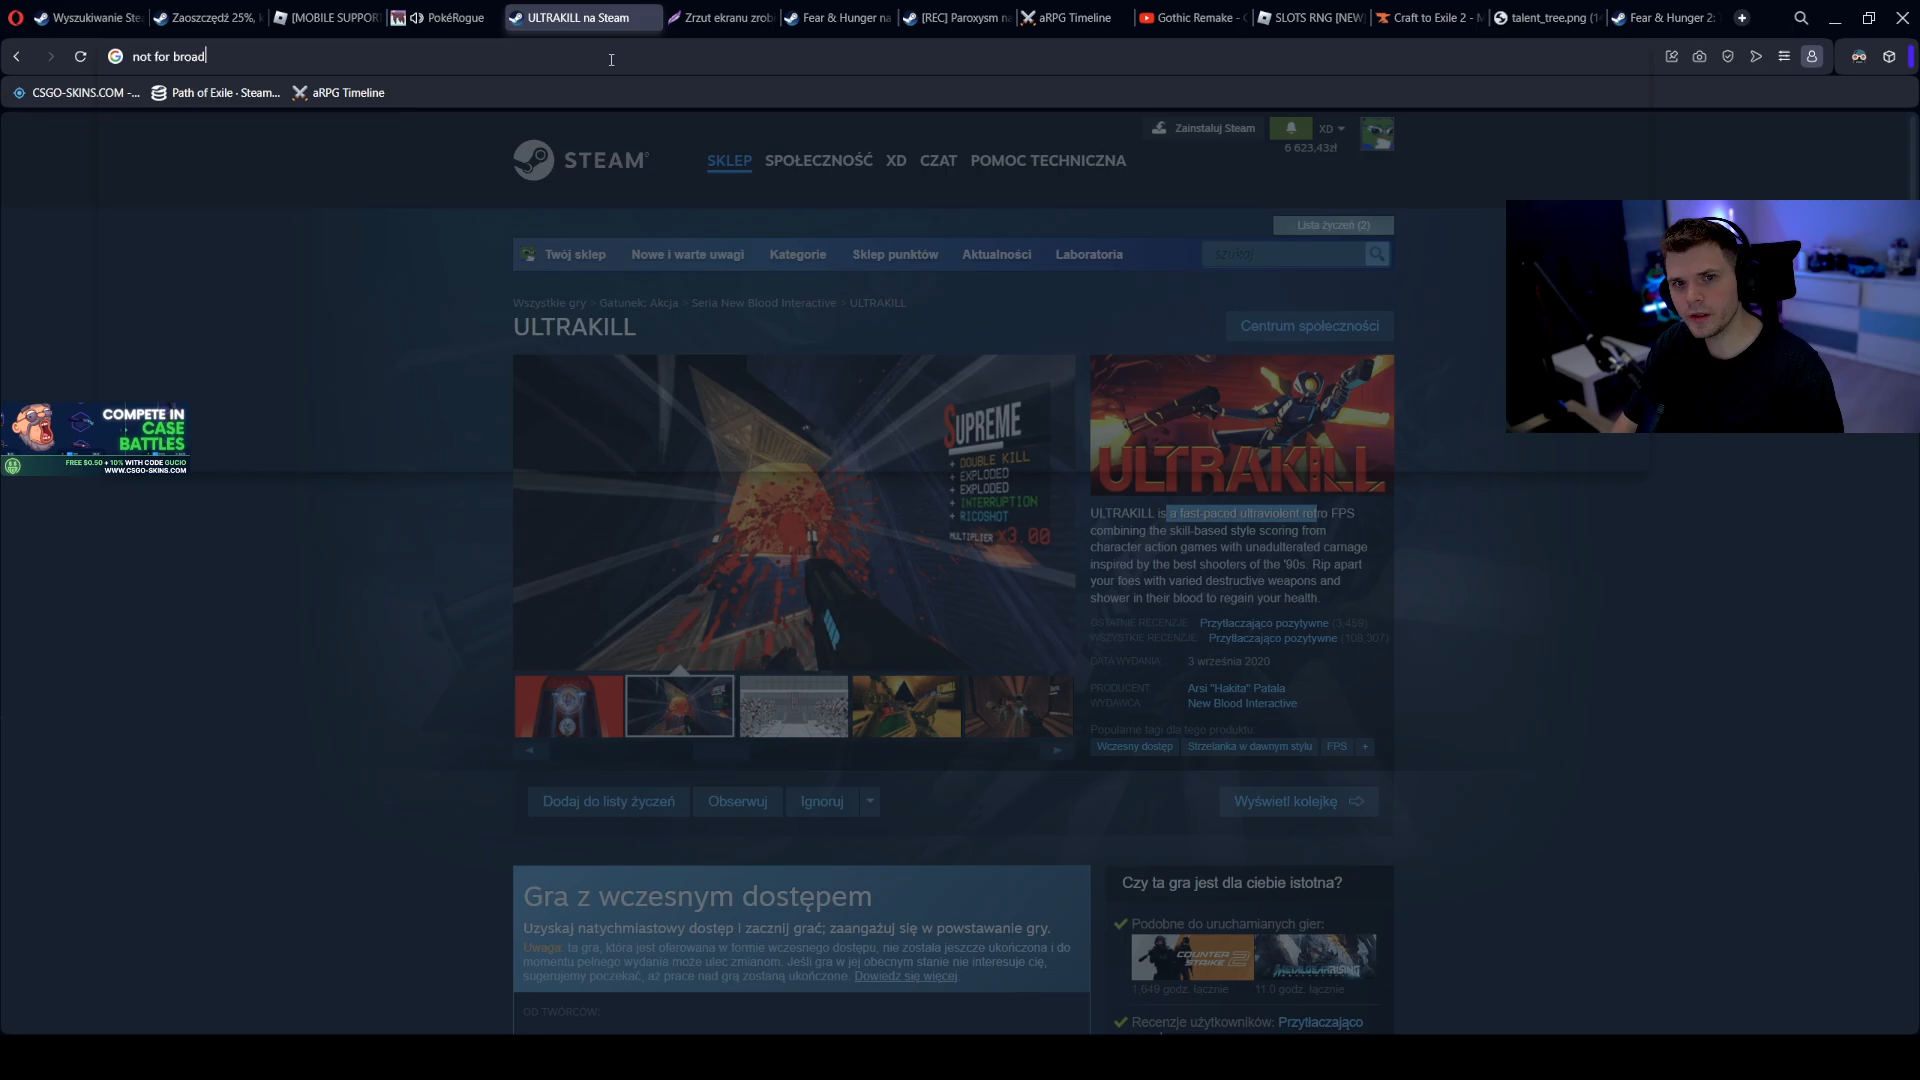 Wyszukiwanie Ste
Zaoszczędź 25%,
[MOBILE SUPPOR
PokéRogue
ULTRAKILL na Steam
Zrzut ekranu zrob
Fear & Hunger na
[REC] Paroxysm na
aRPG Timeline
Gothic Remake -
SLOTS RNG [NEW]
Craft to Exile 2 - M
talent_tree.png (1
Fear & Hunger 2:
not for broad
CSGO-SKINS.COM -...
Path of Exile · Steam...
aRPG Timeline
STEAM
SKLEP
SPOŁECZNOŚĆ
XD
CZAT
POMOC TECHNICZNA
Zainstaluj Steam
XD
6 623,43zł
Lista życzeń (2)
Twój sklep
Nowe i warte uwagi
Kategorie
Sklep punktów
Aktualności
Laboratoria
szukaj
Wszystkie gry > Gatunek: Akcja > Seria New Blood Interactive > ULTRAKILL
ULTRAKILL
Centrum społeczności
SUPREME
+ DOUBLE KILL
+ EXPLODED
+ EXPLODED
+ INTERRUPTION
+ RICOSHOT
MULTIPLIER X3.00
ULTRAKILL
ULTRAKILL is a fast-paced ultraviolent retro FPS
combining the skill-based style scoring from
character action games with unadulterated carnage
inspired by the best shooters of the '90s. Rip apart
your foes with varied destructive weapons and
shower in their blood to regain your health.
OSTATNIE RECENZJE: Przytłaczająco pozytywne (3,459)
WSZYSTKIE RECENZJE: Przytłaczająco pozytywne (108,307)
DATA WYDANIA: 3 września 2020
PRODUCENT: Arsi "Hakita" Patala
WYDAWCA: New Blood Interactive
Popularne tagi dla tego produktu:
Wczesny dostęp
Strzelanka w dawnym stylu
FPS
+
COMPETE IN
CASE
BATTLES
FREE $0.50 + 10% WITH CODE GUCIO
WWW.CSGO-SKINS.COM
Dodaj do listy życzeń
Obserwuj
Ignoruj
Wyświetl kolejkę
Gra z wczesnym dostępem
Uzyskaj natychmiastowy dostęp i zacznij grać; zaangażuj się w powstawanie gry.
Uwaga: ta gra, która jest oferowana w formie wczesnego dostępu, nie została jeszcze ukończona i do
momentu pełnego wydania może ulec zmianom. Jeśli gra w jej obecnym stanie nie interesuje cię,
sugerujemy poczekać, aż prace nad grą zostaną ukończone. Dowiedz się więcej
OD TWÓRCÓW:
Czy ta gra jest dla ciebie istotna?
Podobne do uruchamianych gier:
COUNTER
STRIKE 2
METAL GEAR RISING
1,649 godz. łącznie
11.0 godz. łącznie
Recenzje użytkowników: Przytłaczająco